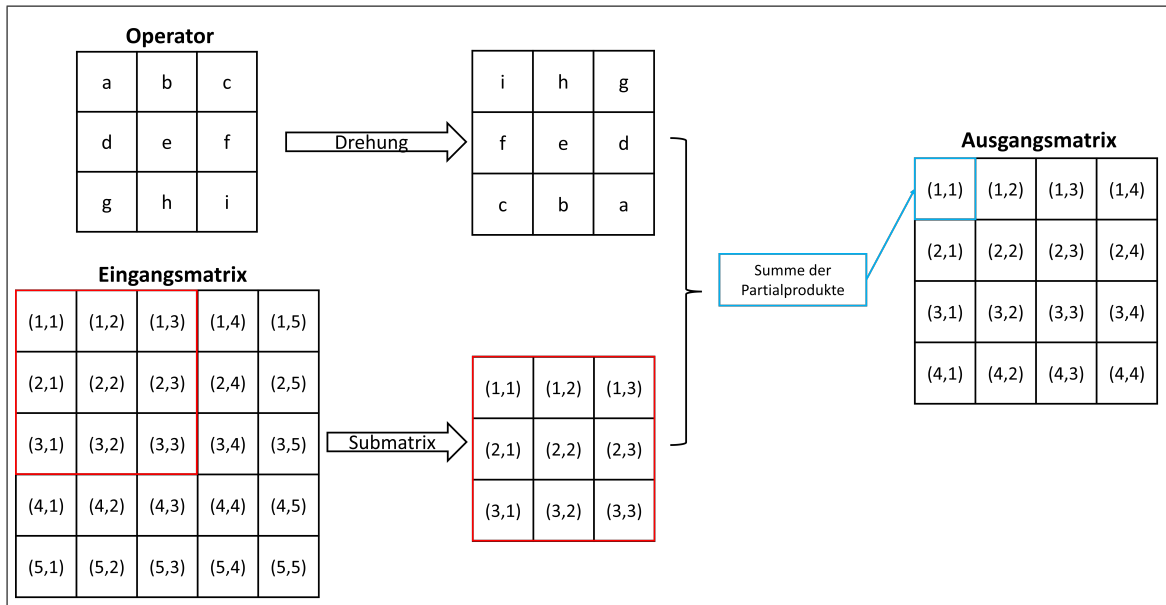 Operator
a b c
d e f
g h i
Drehung
i h g
f e d
c b a
Eingangsmatrix
(1,1) (1,2) (1,3) (1,4) (1,5)
(2,1) (2,2) (2,3) (2,4) (2,5)
(3,1) (3,2) (3,3) (3,4) (3,5)
(4,1) (4,2) (4,3) (4,4) (4,5)
(5,1) (5,2) (5,3) (5,4) (5,5)
Submatrix
(1,1) (1,2) (1,3)
(2,1) (2,2) (2,3)
(3,1) (3,2) (3,3)
Summe der
Partialprodukte
Ausgangsmatrix
(1,1) (1,2) (1,3) (1,4)
(2,1) (2,2) (2,3) (2,4)
(3,1) (3,2) (3,3) (3,4)
(4,1) (4,2) (4,3) (4,4)